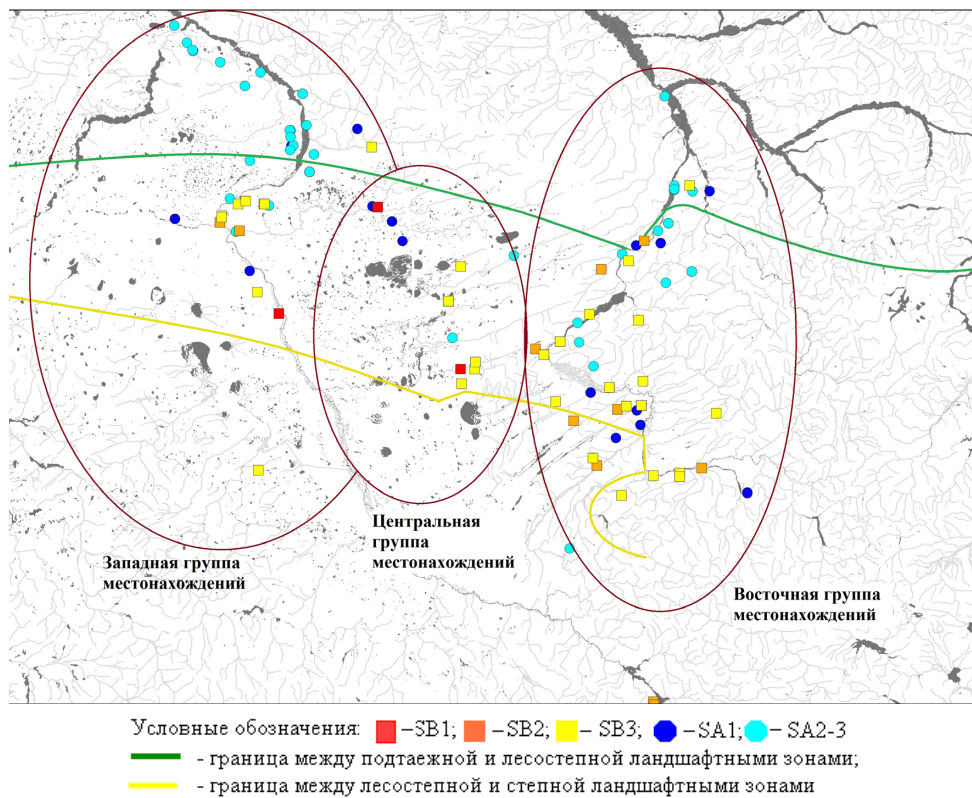 Центральная
группа
местонахождений
Западная группа
местонахождений
Восточная группа
местонахождений
Условные обозначения: –SB1; –SB2; –SB3; –SA1; –SA2-3
- граница между подтаежной и лесостепной ландшафтными зонами;
- граница между лесостепной и степной ландшафтными зонами